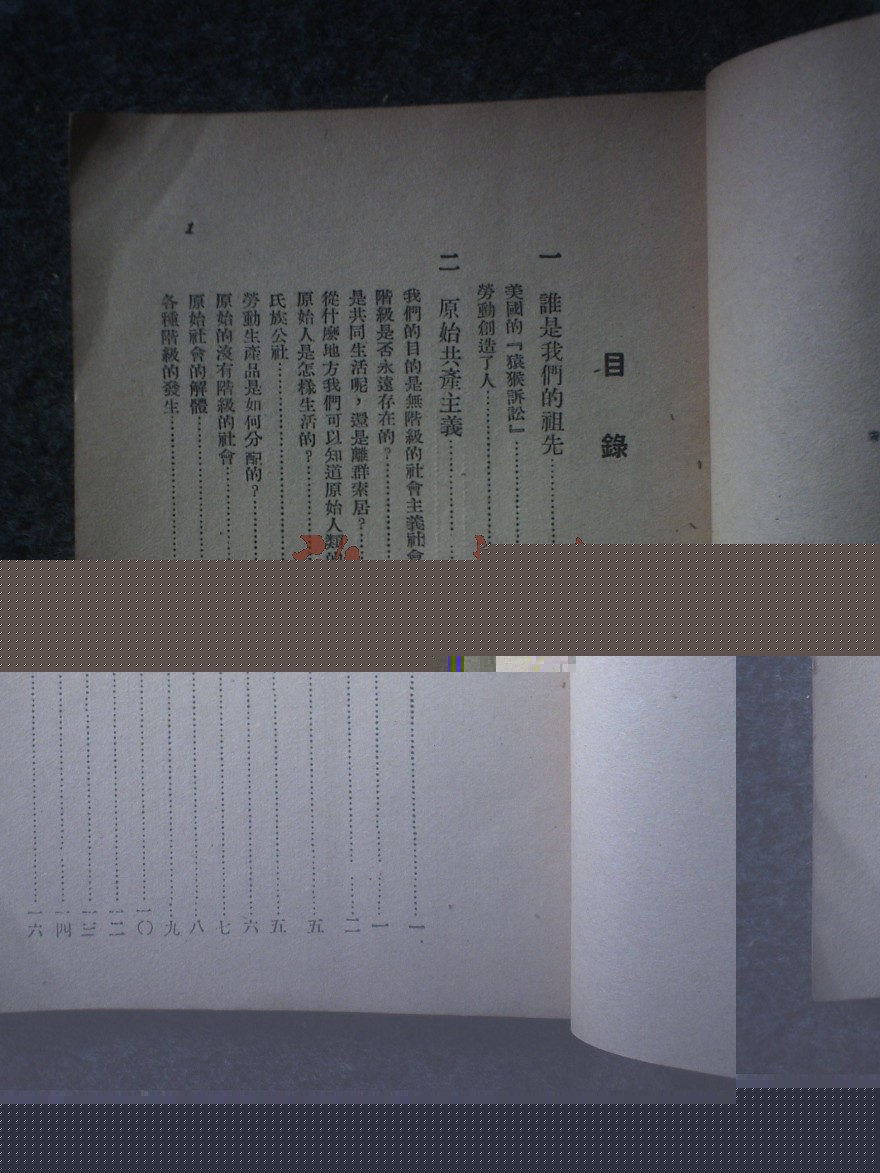 目錄
一 誰是我們的祖先……一
美國的『猿猴訴訟』……一
勞動創造了人……二
二 原始共產主義……五
我們的目的是無階級的社會主義社會……五
階級是否永遠存在的?……六
是共同生活呢,還是離群索居?……七
從什麼地方我們可以知道原始人類的……八
原始人是怎樣生活的?……九
氏族公社……一〇
勞動生產品是如何分配的?……一二
原始的沒有階級的社會……一三
原始社會的解體……一四
各種階級的發生……一六
1